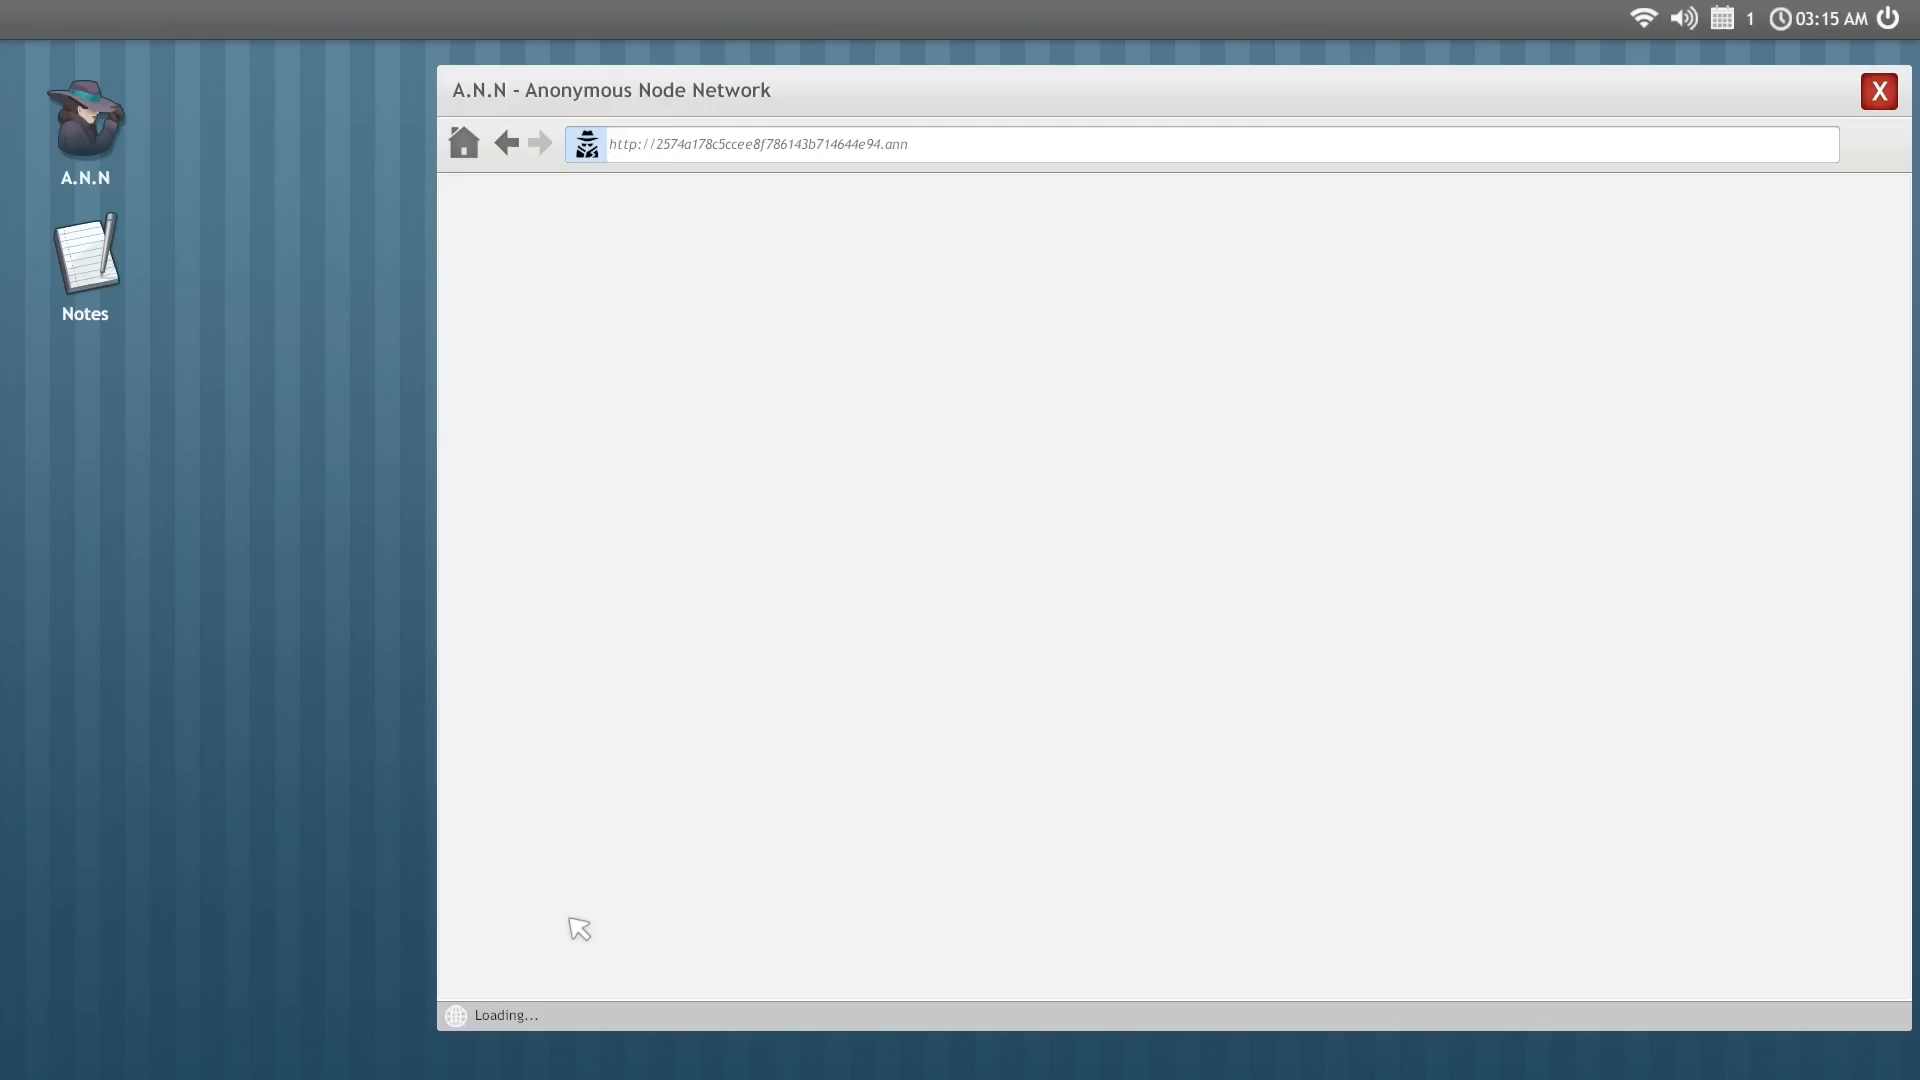 1
03:15 AM
A.N.N - Anonymous Node Network
X
http://2574a178c5ccee8f786143b714644e94.ann
A.N.N
Notes
Loading...